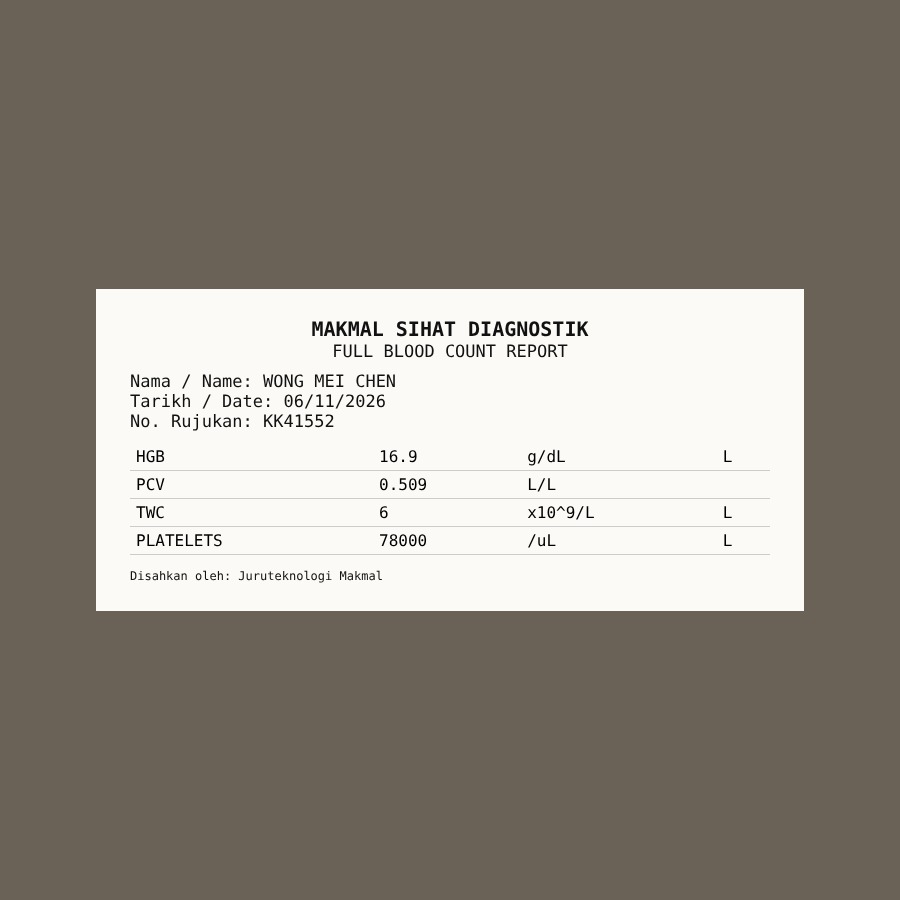 MAKMAL SIHAT DIAGNOSTIK
FULL BLOOD COUNT REPORT
Nama / Name: WONG MEI CHEN
Tarikh / Date: 06/11/2026
No. Rujukan: KK41552
HGB 16.9 g/dL L
PCV 0.509 L/L
TWC 6 x10^9/L L
PLATELETS 78000 /uL L
Disahkan oleh: Juruteknologi Makmal